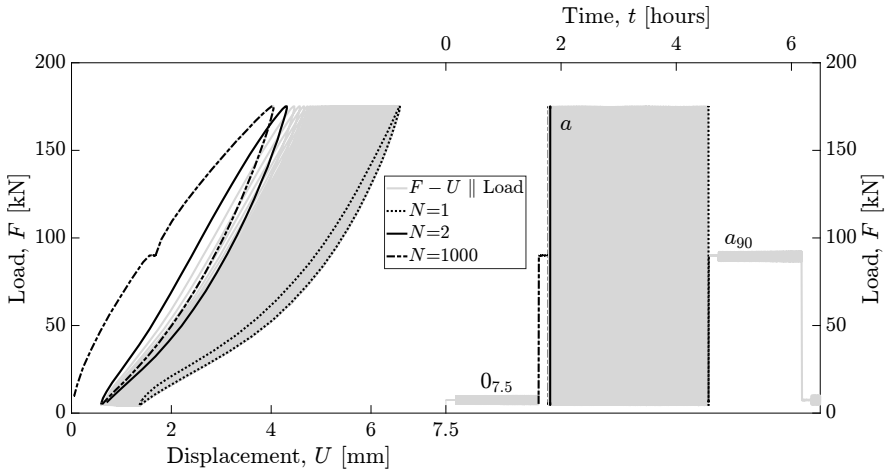 Time, t [hours]
0 2 4 6
200 200
150 a 150
F − U ∥ Load
N=1
100 N=2 a90 100
N=1000
50 50
0₇.₅
0 0
0 2 4 6 7.5
Displacement, U [mm]
Load, F [kN]
Load, F [kN]